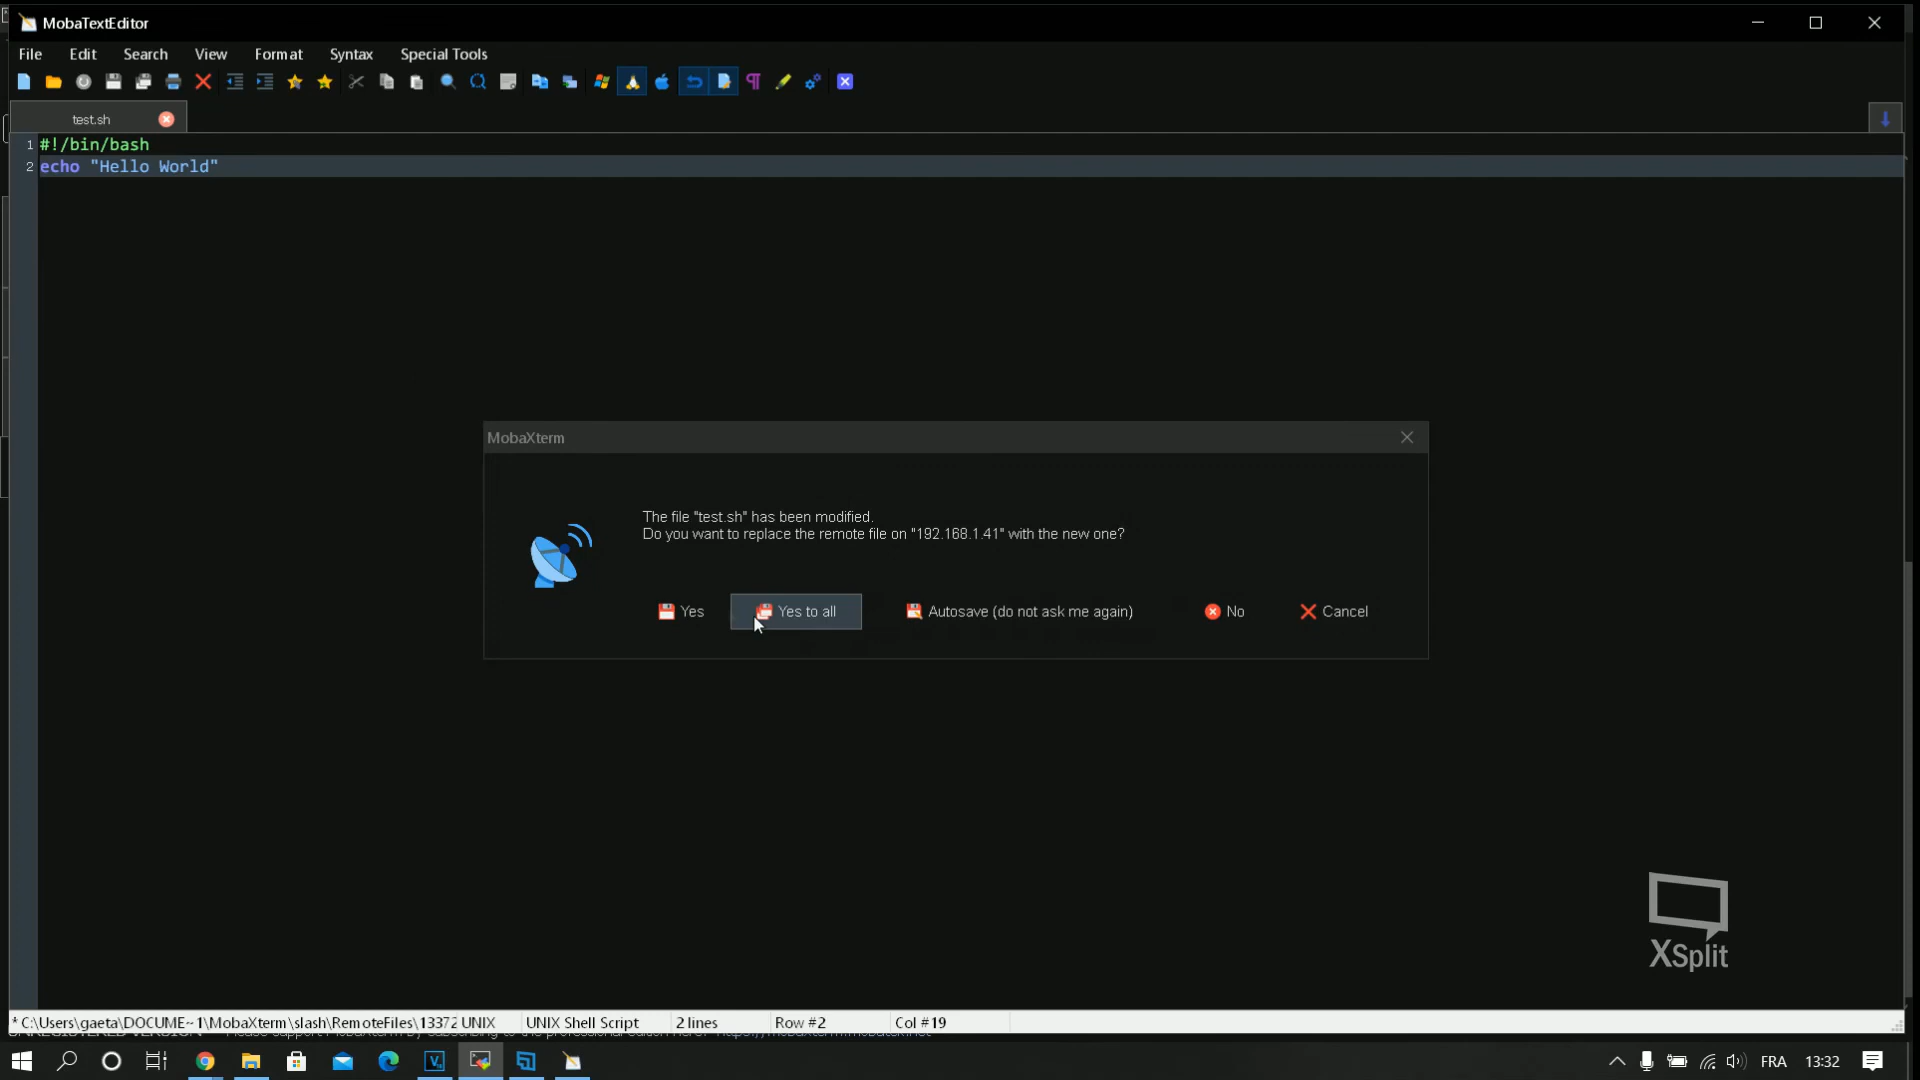 MobaTextEditor
File Edit Search View Format Syntax Special Tools
test.sh
1 #!/bin/bash
2 echo "Hello World"
MobaXterm
The file "test.sh" has been modified.
Do you want to replace the remote file on "192.168.1.41" with the new one?
Yes Yes to all Autosave (do not ask me again) No Cancel
XSplit
* C:\Users\gaeta\DOCUME~1\MobaXterm\slash\RemoteFiles\13372 UNIX UNIX Shell Script 2 lines Row #2 Col #19
FRA 13:32